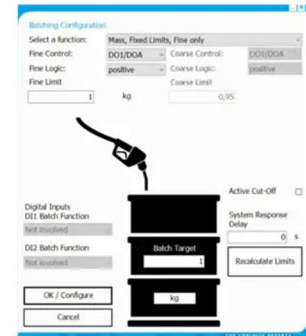 Batching Configuration
Select a function: Mass, Fixed Limits, Fine only
Fine Control: DO1/DOA Coarse Control: DO1/DOA
Fine Logic: positive Coarse Logic: positive
Fine Limit Coarse Limit
1 kg 0,95
Active Cut-Off
Digital Inputs
DI1 Batch Function
Not involved
System Response
Delay
0 s
DI2 Batch Function
Not involved
Batch Target
1
Recalculate Limits
OK / Configure
kg
Cancel